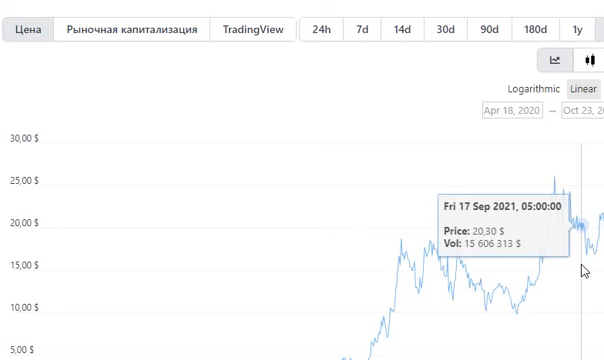 Цена Рыночная капитализация TradingView 24h 7d 14d 30d 90d 180d 1y
Logarithmic Linear
Apr 18, 2020 → Oct 23,
30,00 $
25,00 $
Fri 17 Sep 2021, 05:00:00
20,00 $
Price: 20,30 $
Vol: 15 606 313 $
15,00 $
10,00 $
5,00 $